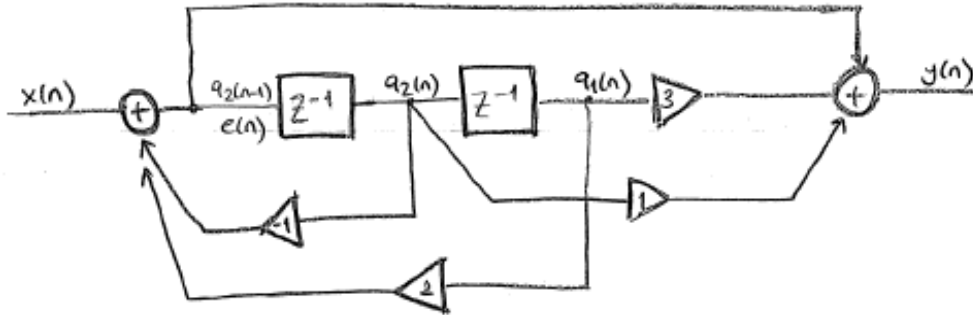 x(n)
+
q₂(n-1)
e(n)
z⁻¹
q₂(n)
z⁻¹
q₁(n)
3
+
y(n)
-1
1
2